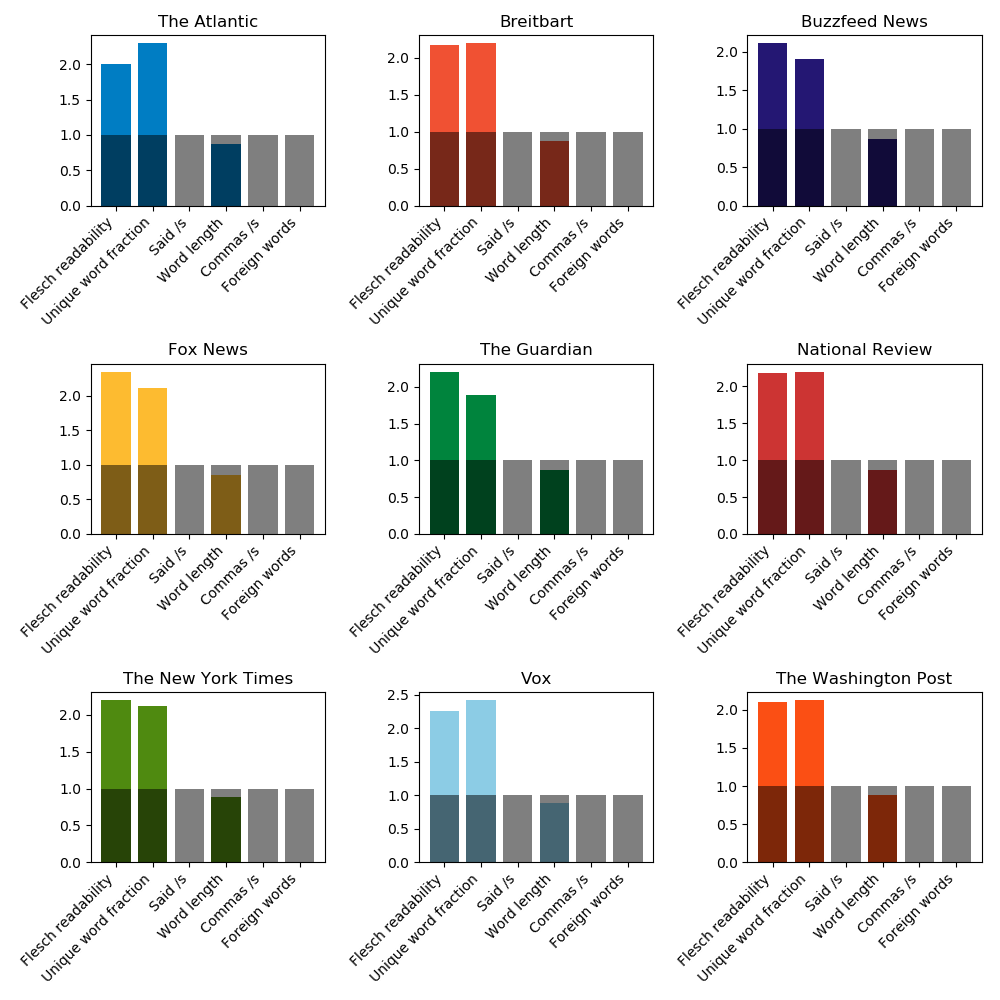 The Atlantic
2.0
1.5
1.0
0.5
0.0
Flesch readability
Unique word fraction
Said /s
Word length
Commas /s
Foreign words
Breitbart
2.0
1.5
1.0
0.5
0.0
Flesch readability
Unique word fraction
Said /s
Word length
Commas /s
Foreign words
Buzzfeed News
2.0
1.5
1.0
0.5
0.0
Flesch readability
Unique word fraction
Said /s
Word length
Commas /s
Foreign words
Fox News
2.0
1.5
1.0
0.5
0.0
Flesch readability
Unique word fraction
Said /s
Word length
Commas /s
Foreign words
The Guardian
2.0
1.5
1.0
0.5
0.0
Flesch readability
Unique word fraction
Said /s
Word length
Commas /s
Foreign words
National Review
2.0
1.5
1.0
0.5
0.0
Flesch readability
Unique word fraction
Said /s
Word length
Commas /s
Foreign words
The New York Times
2.0
1.5
1.0
0.5
0.0
Flesch readability
Unique word fraction
Said /s
Word length
Commas /s
Foreign words
Vox
2.5
2.0
1.5
1.0
0.5
0.0
Flesch readability
Unique word fraction
Said /s
Word length
Commas /s
Foreign words
The Washington Post
2.0
1.5
1.0
0.5
0.0
Flesch readability
Unique word fraction
Said /s
Word length
Commas /s
Foreign words